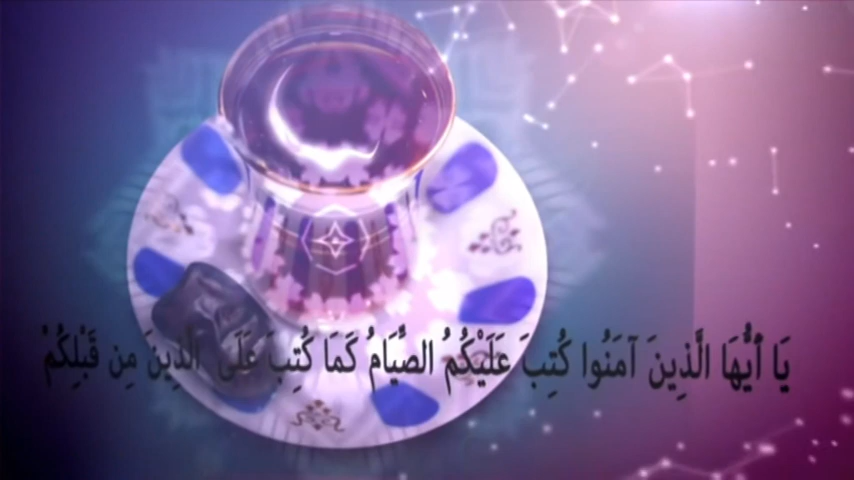 يَا أَيُّهَا الَّذِينَ آمَنُوا كُتِبَ عَلَيْكُمُ الصِّيَامُ كَمَا كُتِبَ عَلَى الَّذِينَ مِن قَبْلِكُمْ